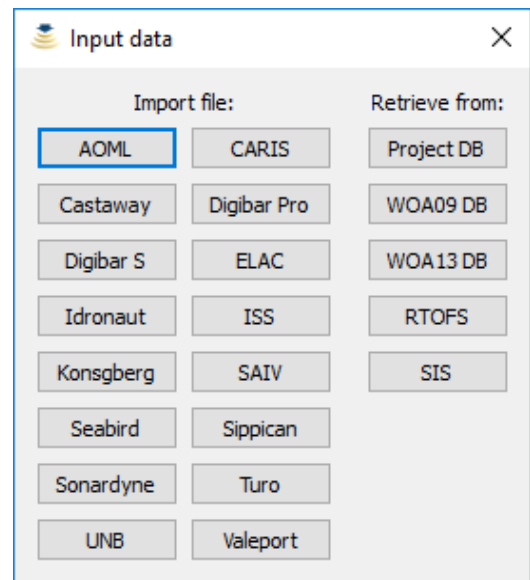 Input data
Import file: Retrieve from:
AOML CARIS Project DB
Castaway Digibar Pro WOA09 DB
Digibar S ELAC WOA13 DB
Idronaut ISS RTOFS
Konsgberg SAIV SIS
Seabird Sippican
Sonardyne Turo
UNB Valeport